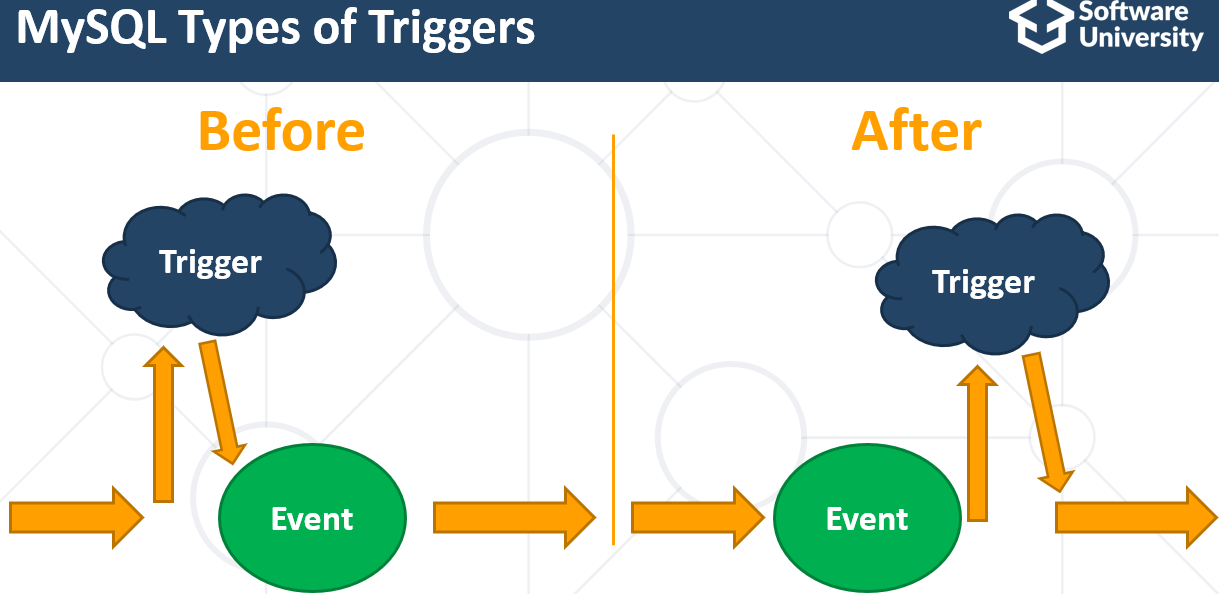 MySQL Types of Triggers
Software
University
Before
After
Trigger
Trigger
Event
Event